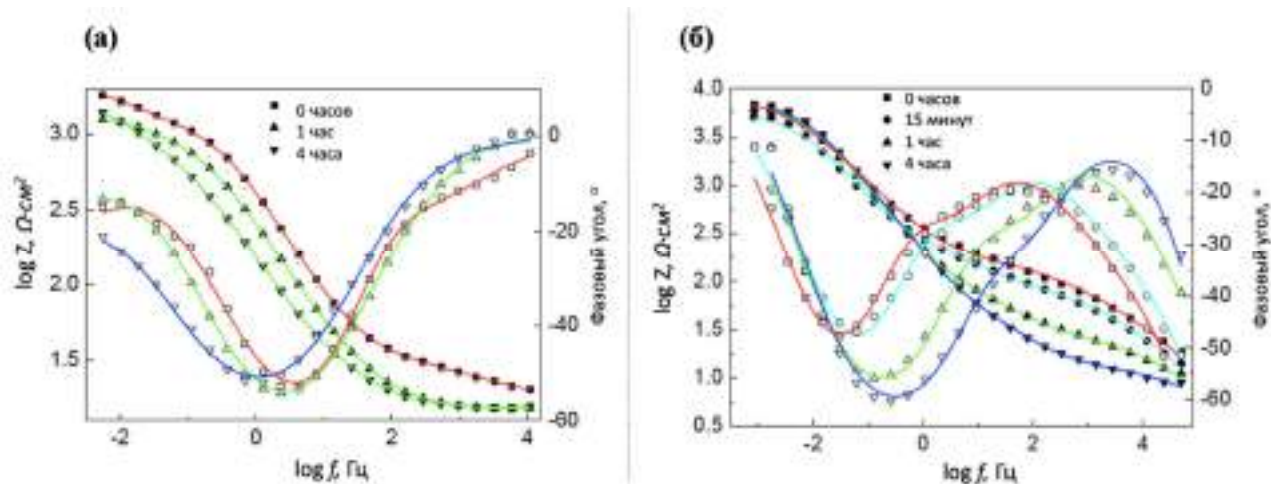 (а)
0 часов
1 час
4 часа
log Z, Ω·см²
3.0
2.5
2.0
1.5
0
-20
-40
-60
Фазовый угол, °
-2
0
2
4
log f, Гц
(б)
0 часов
15 минут
1 час
4 часа
log Z, Ω·см²
4.0
3.5
3.0
2.5
2.0
1.5
1.0
0.5
0
-10
-20
-30
-40
-50
-60
Фазовый угол, °
-2
0
2
4
log f, Гц